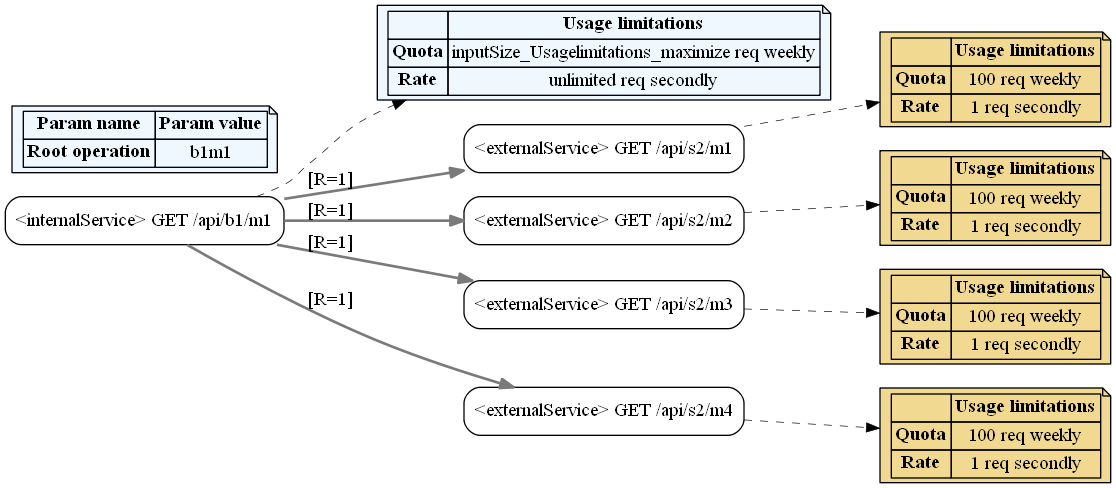 Usage limitations
Quota inputSize_Usagelimitations_maximize req weekly
Rate unlimited req secondly
Param name Param value
Root operation b1m1
<internalService> GET /api/b1/m1
[R=1]
[R=1]
[R=1]
[R=1]
<externalService> GET /api/s2/m1
Usage limitations
Quota 100 req weekly
Rate 1 req secondly
<externalService> GET /api/s2/m2
Usage limitations
Quota 100 req weekly
Rate 1 req secondly
<externalService> GET /api/s2/m3
Usage limitations
Quota 100 req weekly
Rate 1 req secondly
<externalService> GET /api/s2/m4
Usage limitations
Quota 100 req weekly
Rate 1 req secondly